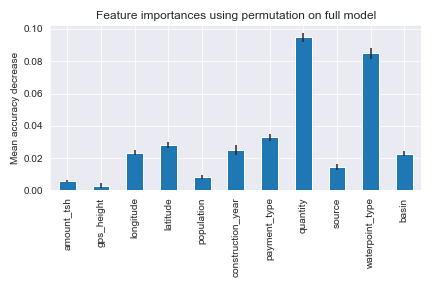 Feature importances using permutation on full model
Mean accuracy decrease
0.10
0.08
0.06
0.04
0.02
0.00
amount_tsh
gps_height
longitude
latitude
population
construction_year
payment_type
quantity
source
waterpoint_type
basin